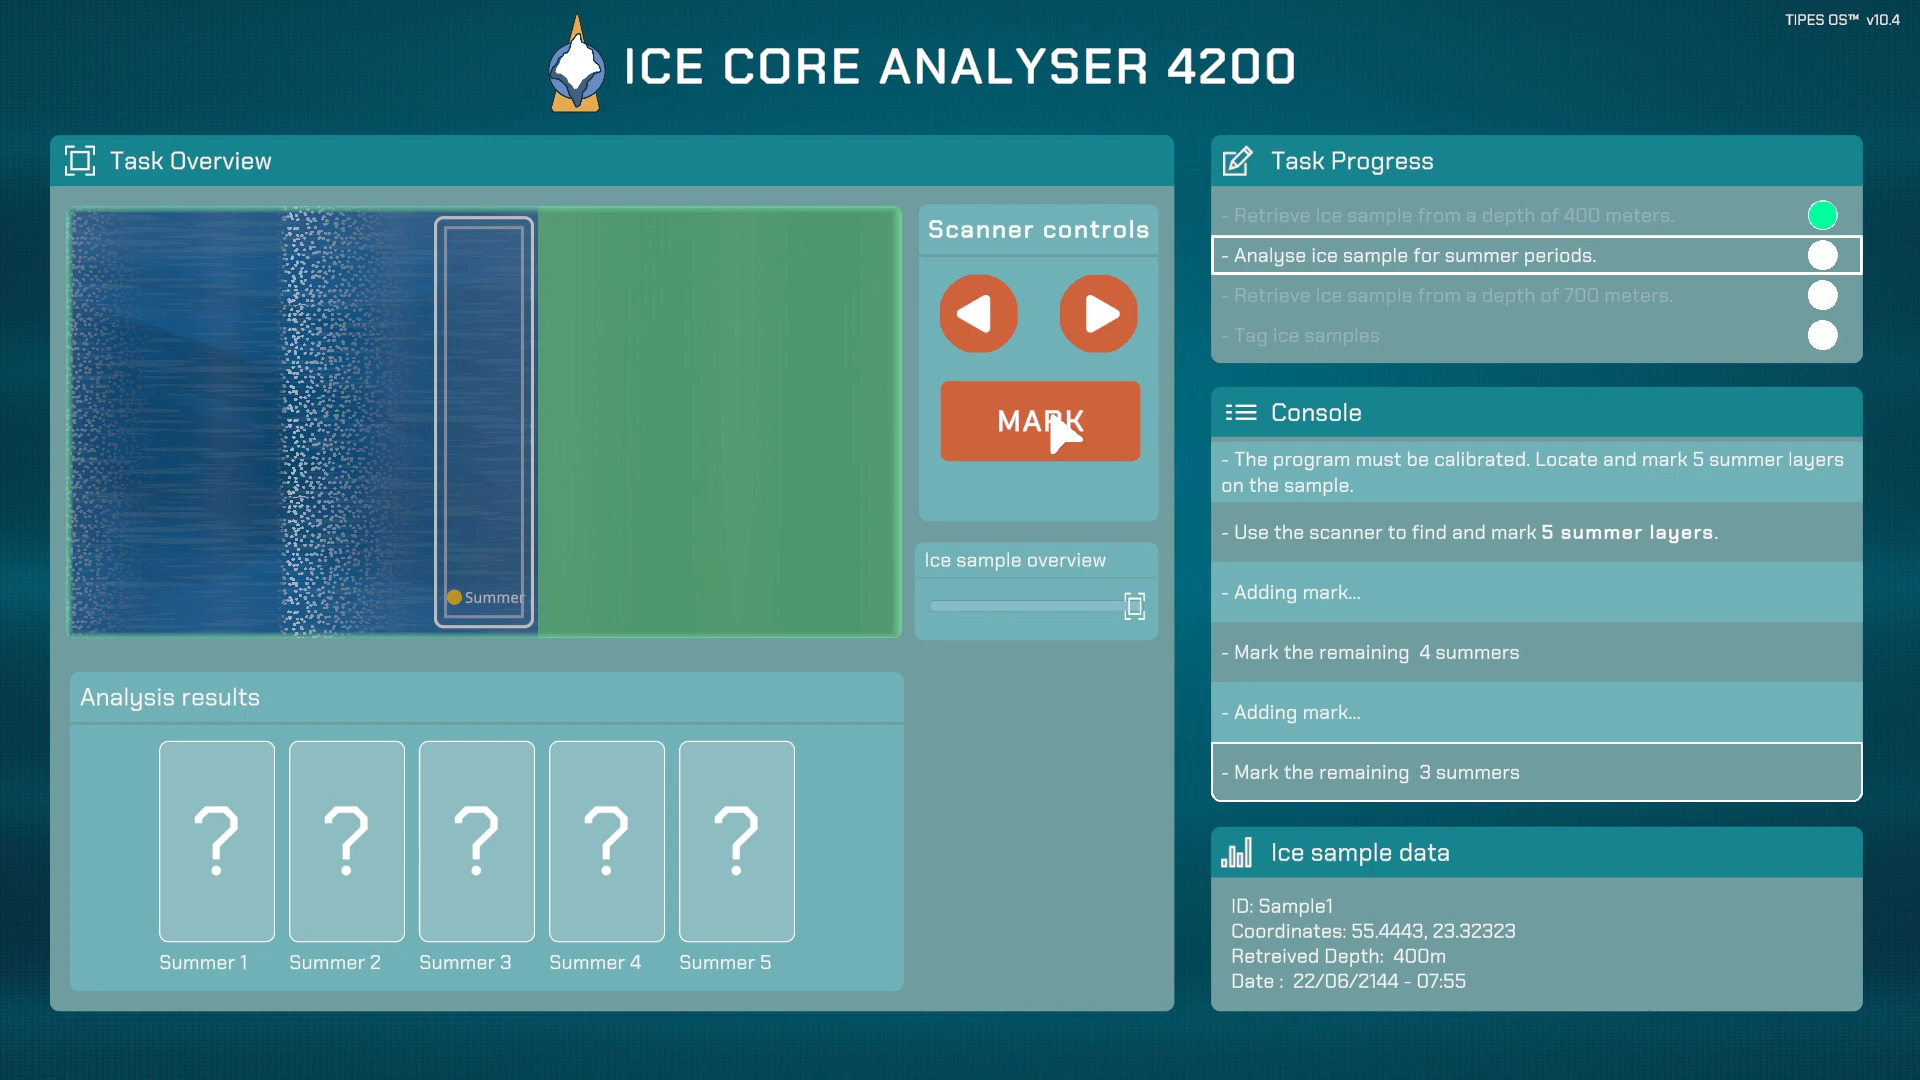 TIPES OS™ v10.4
ICE CORE ANALYSER 4200
Task Overview
Summer
Scanner controls
MARK
Ice sample overview
Analysis results
?
?
?
?
?
Summer 1
Summer 2
Summer 3
Summer 4
Summer 5
Task Progress
- Retrieve ice sample from a depth of 400 meters.
- Analyse ice sample for summer periods.
- Retrieve ice sample from a depth of 700 meters.
- Tag ice samples
Console
- The program must be calibrated. Locate and mark 5 summer layers
on the sample.
- Use the scanner to find and mark 5 summer layers.
- Adding mark...
- Mark the remaining 4 summers
- Adding mark...
- Mark the remaining 3 summers
Ice sample data
ID: Sample1
Coordinates: 55.4443, 23.32323
Retreived Depth: 400m
Date : 22/06/2144 - 07:55